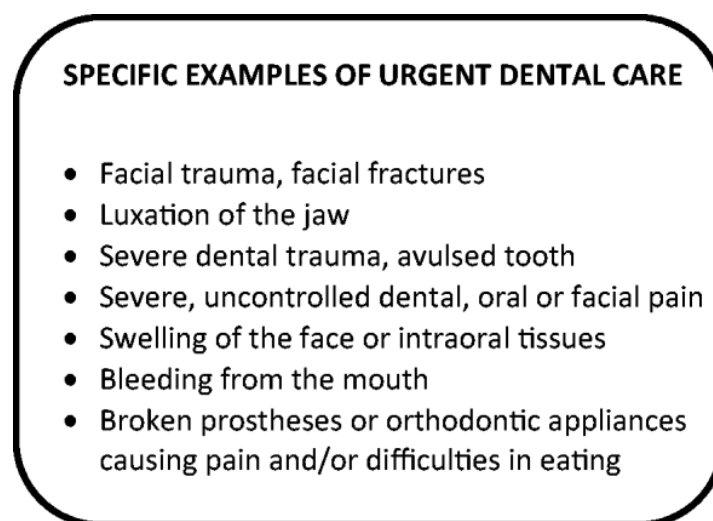 SPECIFIC EXAMPLES OF URGENT DENTAL CARE
• Facial trauma, facial fractures
• Luxation of the jaw
• Severe dental trauma, avulsed tooth
• Severe, uncontrolled dental, oral or facial pain
• Swelling of the face or intraoral tissues
• Bleeding from the mouth
• Broken prostheses or orthodontic appliances
causing pain and/or difficulties in eating